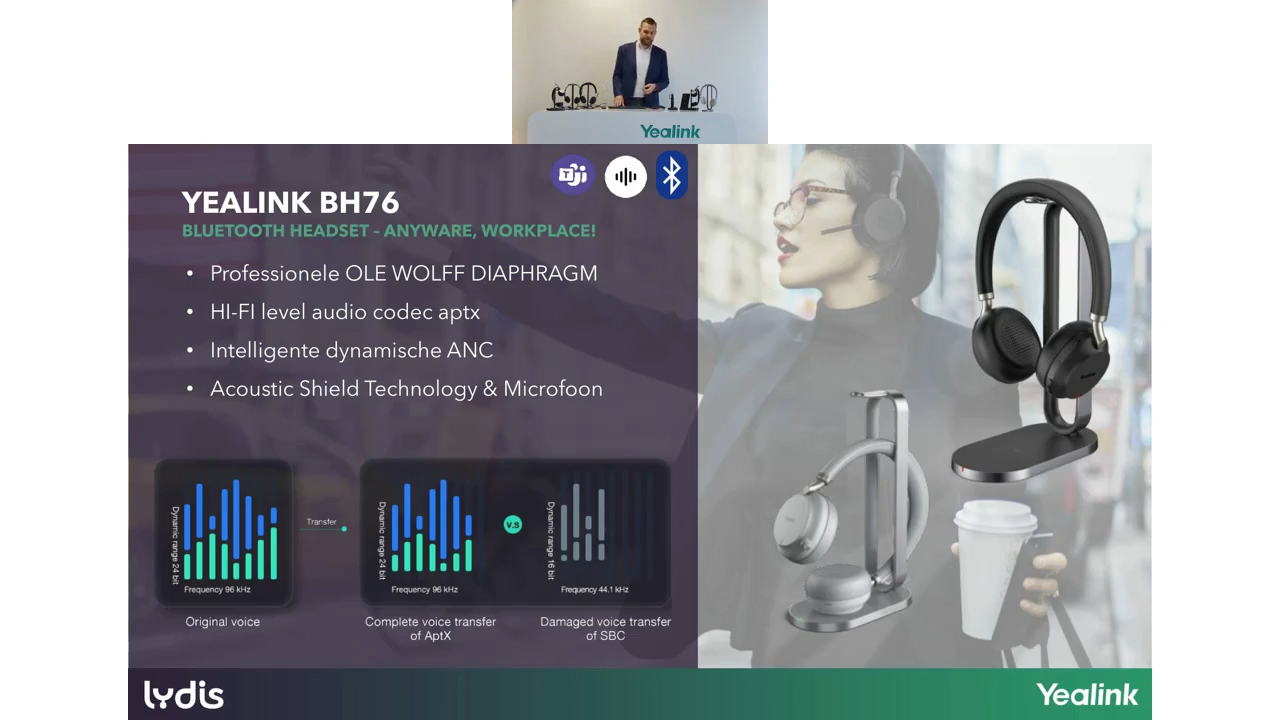 Yealink
YEALINK BH76
BLUETOOTH HEADSET – ANYWARE, WORKPLACE!
• Professionele OLE WOLFF DIAPHRAGM
• HI-FI level audio codec aptx
• Intelligente dynamische ANC
• Acoustic Shield Technology & Microfoon
Dynamic range 24 bit
Frequency 96 kHz
Original voice
Transfer
Dynamic range 24 bit
Frequency 96 kHz
Complete voice transfer
of AptX
V.S
Dynamic range 16 bit
Frequency 44.1 kHz
Damaged voice transfer
of SBC
lydis
Yealink